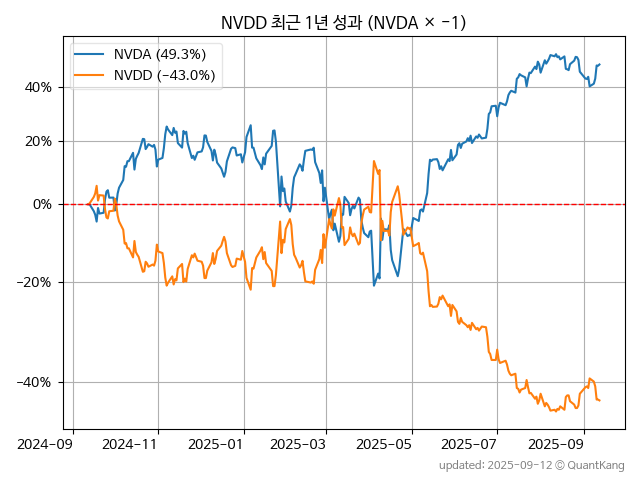 NVDD 최근 1년 성과 (NVDA × −1)
NVDA (49.3%)
NVDD (−43.0%)
40%
20%
0%
−20%
−40%
2024-09 2024-11 2025-01 2025-03 2025-05 2025-07 2025-09
updated: 2025-09-12 © QuantKang